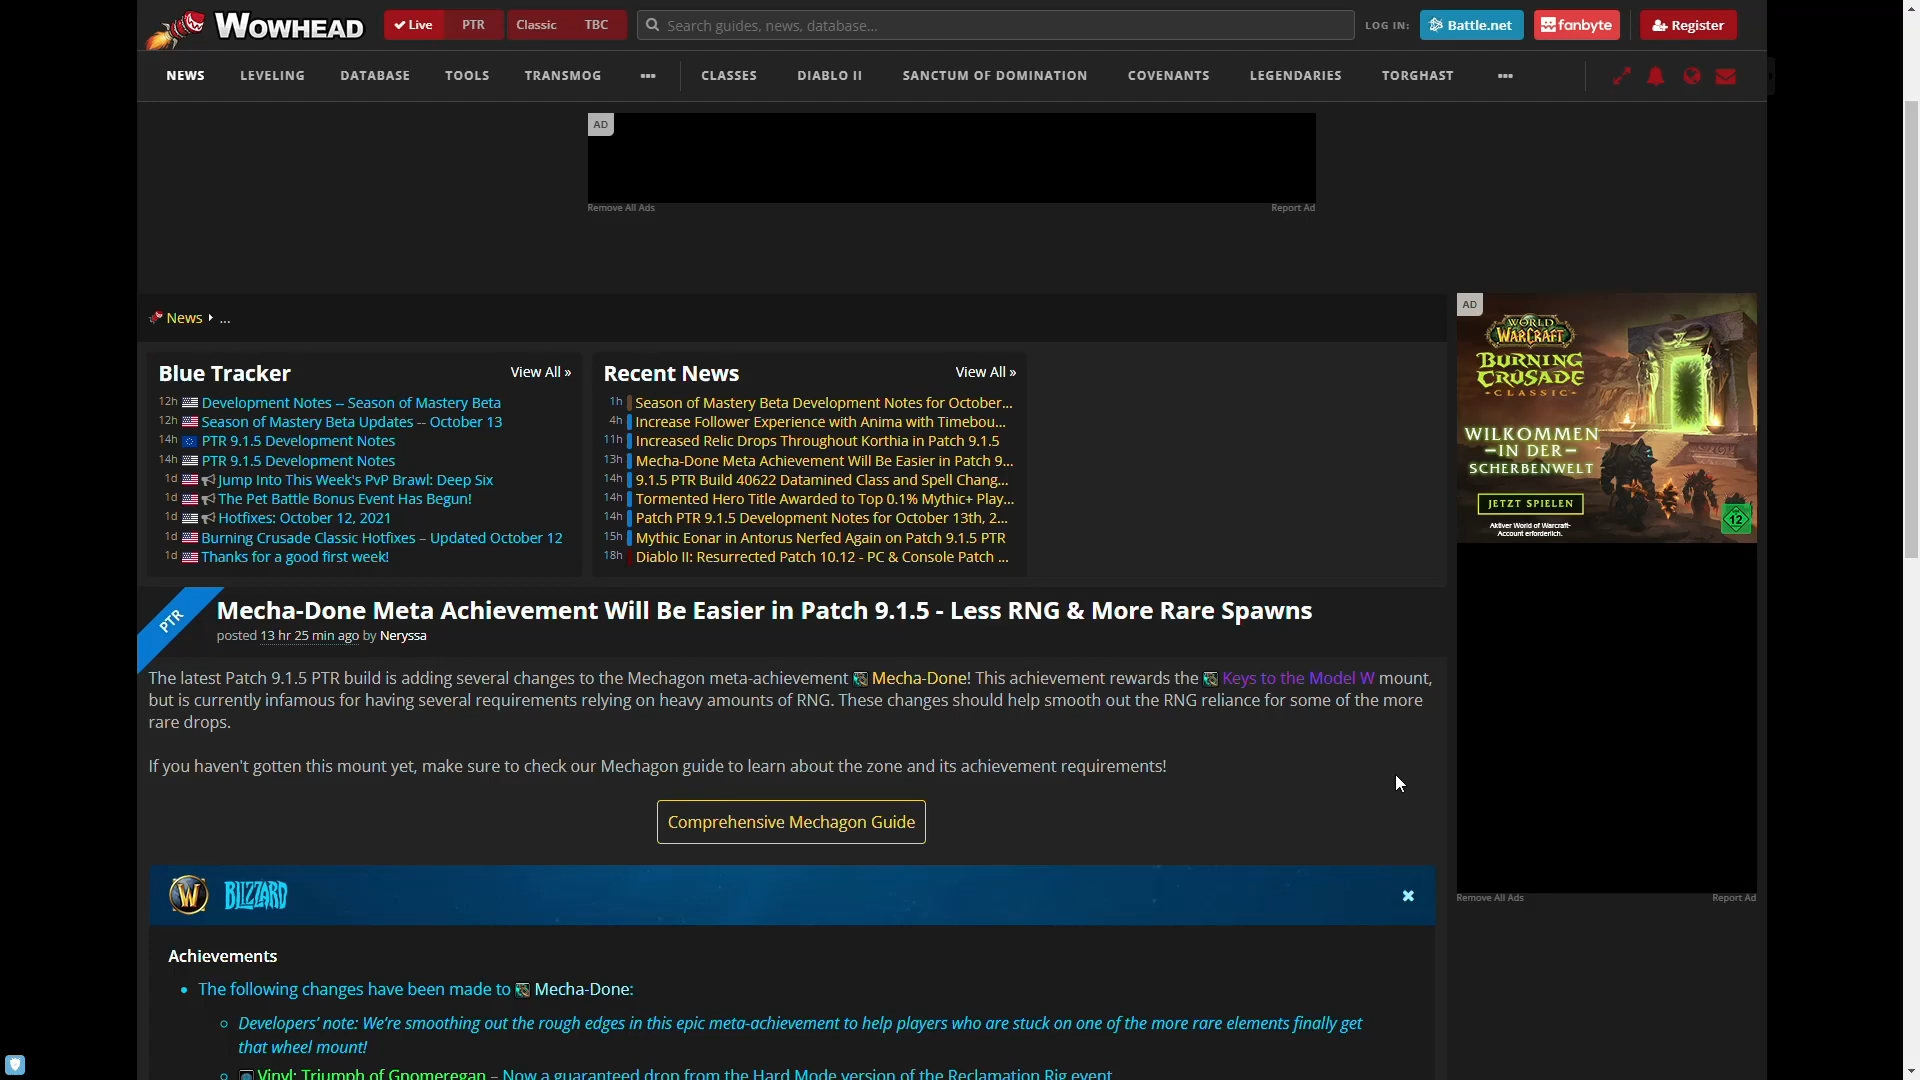 WOWHEAD
Live PTR Classic TBC
Search guides, news, database...
LOG IN: Battle.net fanbyte Register
NEWS LEVELING DATABASE TOOLS TRANSMOG ••• CLASSES DIABLO II SANCTUM OF DOMINATION COVENANTS LEGENDARIES TORGHAST •••
AD
Remove All Ads Report Ad
News ...
Blue Tracker View All »
12h Development Notes -- Season of Mastery Beta
12h Season of Mastery Beta Updates -- October 13
14h PTR 9.1.5 Development Notes
14h PTR 9.1.5 Development Notes
1d Jump Into This Week's PvP Brawl: Deep Six
1d The Pet Battle Bonus Event Has Begun!
1d Hotfixes: October 12, 2021
1d Burning Crusade Classic Hotfixes – Updated October 12
1d Thanks for a good first week!
Recent News View All »
1h Season of Mastery Beta Development Notes for October...
4h Increase Follower Experience with Anima with Timebou...
11h Increased Relic Drops Throughout Korthia in Patch 9.1.5
13h Mecha-Done Meta Achievement Will Be Easier in Patch 9...
14h 9.1.5 PTR Build 40622 Datamined Class and Spell Chang...
14h Tormented Hero Title Awarded to Top 0.1% Mythic+ Play...
14h Patch PTR 9.1.5 Development Notes for October 13th, 2...
15h Mythic Eonar in Antorus Nerfed Again on Patch 9.1.5 PTR
18h Diablo II: Resurrected Patch 10.12 - PC & Console Patch ...
AD
WORLD
WARCRAFT
BURNING
CRUSADE
CLASSIC
WILKOMMEN
IN DER
SCHERBENWELT
JETZT SPIELEN
Aktiver World of Warcraft-
Account erforderlich.
12
Remove All Ads Report Ad
PTR
Mecha-Done Meta Achievement Will Be Easier in Patch 9.1.5 - Less RNG & More Rare Spawns
posted 13 hr 25 min ago by Neryssa
The latest Patch 9.1.5 PTR build is adding several changes to the Mechagon meta-achievement Mecha-Done! This achievement rewards the Keys to the Model W mount,
but is currently infamous for having several requirements relying on heavy amounts of RNG. These changes should help smooth out the RNG reliance for some of the more
rare drops.
If you haven't gotten this mount yet, make sure to check our Mechagon guide to learn about the zone and its achievement requirements!
Comprehensive Mechagon Guide
W BLIZZARD
Achievements
• The following changes have been made to Mecha-Done:
Developers' note: We're smoothing out the rough edges in this epic meta-achievement to help players who are stuck on one of the more rare elements finally get
that wheel mount!
Vinyl: Triumph of Gnomeregan – Now a guaranteed drop from the Hard Mode version of the Reclamation Rig event